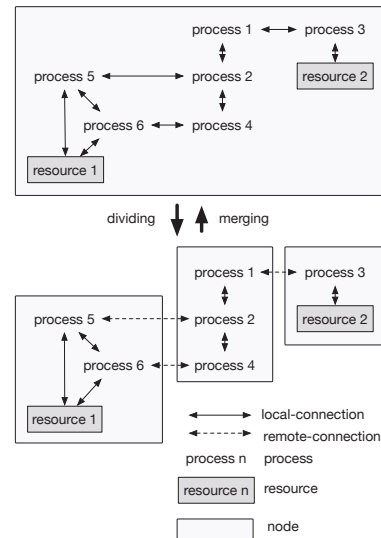 process 1 process 3
process 5 process 2 resource 2
process 6 process 4
resource 1
dividing merging
process 1 process 3
process 5 process 2 resource 2
process 6 process 4
resource 1
local-connection
remote-connection
process n process
resource n resource
node